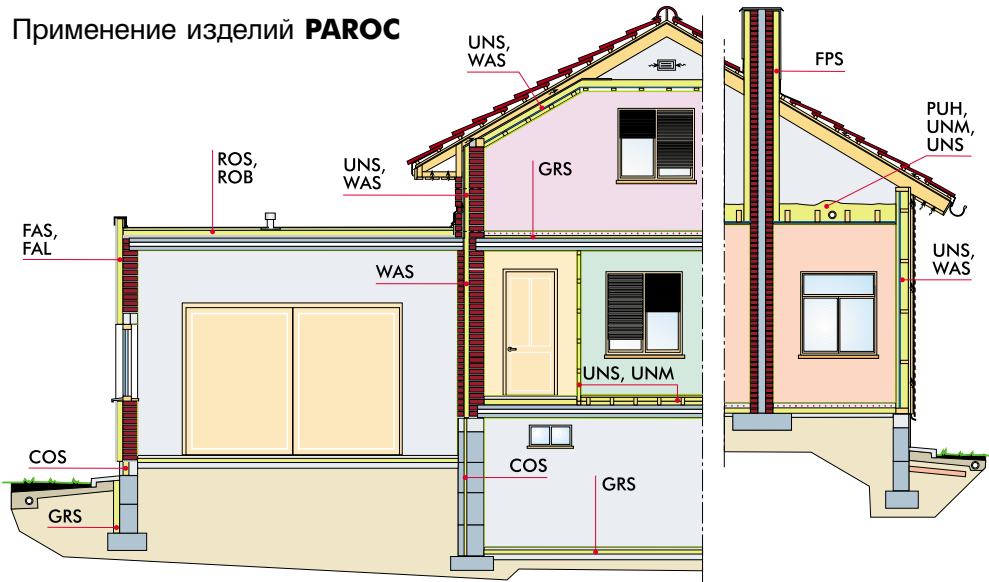 Применение изделий PAROC
UNS,
WAS
FPS
PUH,
UNM,
UNS
ROS,
ROB
UNS,
WAS
GRS
FAS,
FAL
UNS,
WAS
WAS
UNS, UNM
COS
COS
GRS
GRS